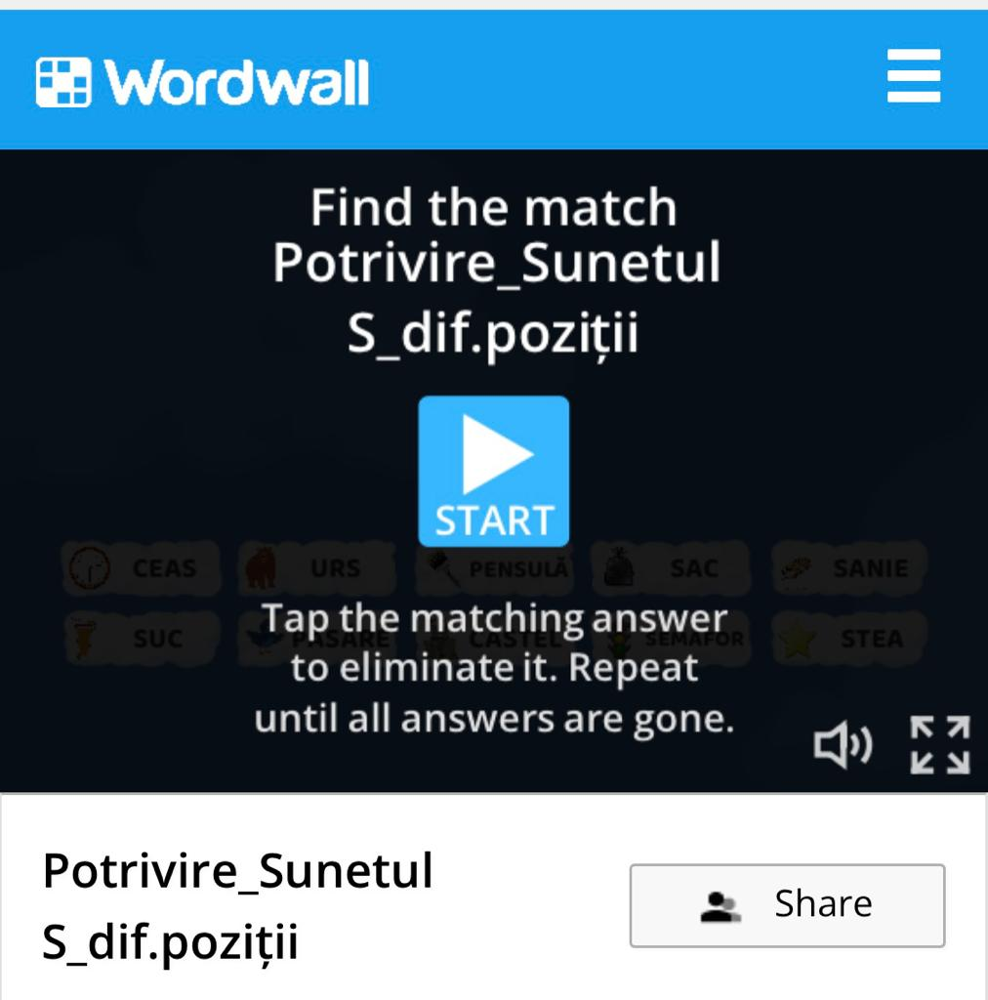 Wordwall
Find the match
Potrivire_Sunetul
S_dif.poziții
START
CEAS URS PENSULĂ SAC SANIE
Tap the matching answer
SUC PASĂRE CASTEL SEMAFOR STEA
to eliminate it. Repeat
until all answers are gone.
Potrivire_Sunetul
S_dif.poziții
Share